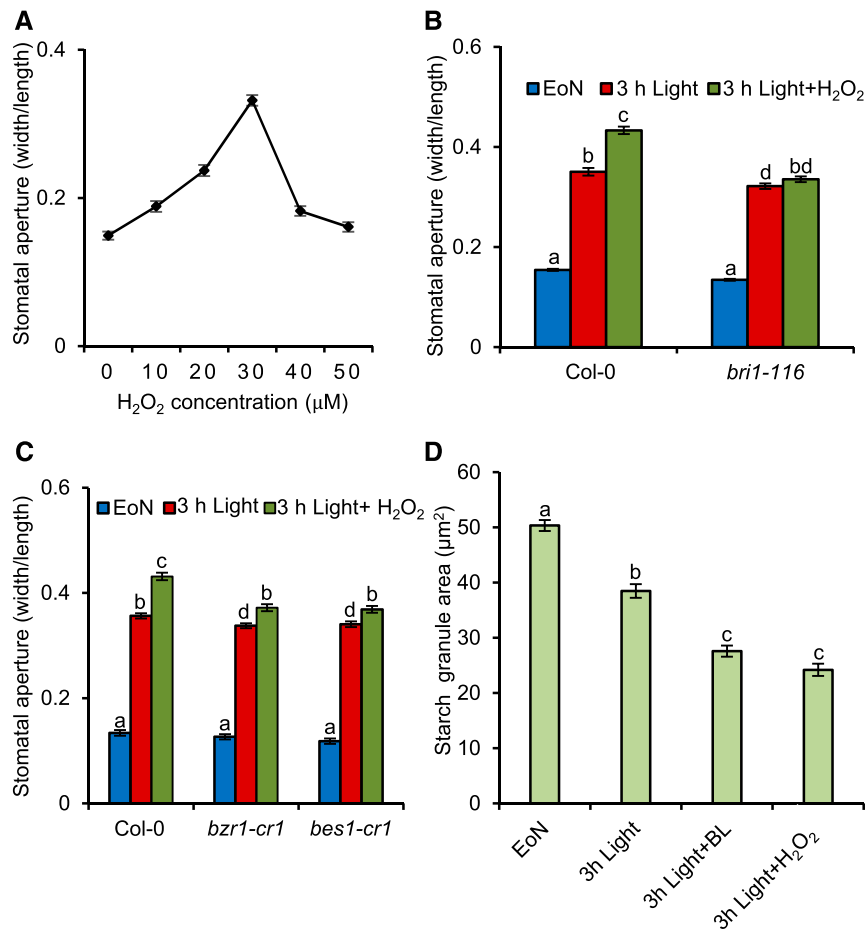 A
Stomatal aperture (width/length)
0.4
0.2
0
0 10 20 30 40 50
H₂O₂ concentration (µM)
B
Stomatal aperture (width/length)
0.6
0.4
0.2
0
EoN 3 h Light 3 h Light+H₂O₂
a b c a d bd
Col-0 bri1-116
C
Stomatal aperture (width/length)
0.6
0.4
0.2
0
EoN 3 h Light 3 h Light+ H₂O₂
a b c a d b a d b
Col-0 bzr1-cr1 bes1-cr1
D
Starch granule area (µm²)
60
50
40
30
20
10
0
a b c c
EoN
3h Light
3h Light+BL
3h Light+H₂O₂